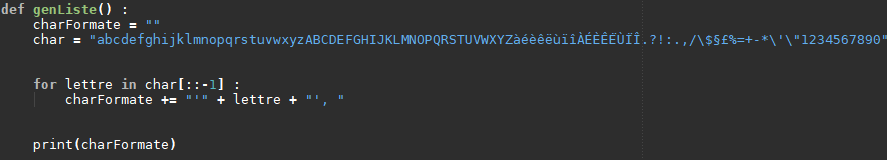 def genListe() :
    charFormate = ""
    char = "abcdefghijklmnopqrstuvwxyzABCDEFGHIJKLMNOPQRSTUVWXYZàéèêëùïîÀÉÈÊËÙÏÎ.?!:.,/\$§£%=+-*\'\"1234567890"
    for lettre in char[::-1] :
        charFormate += "'" + lettre + "', "
    print(charFormate)